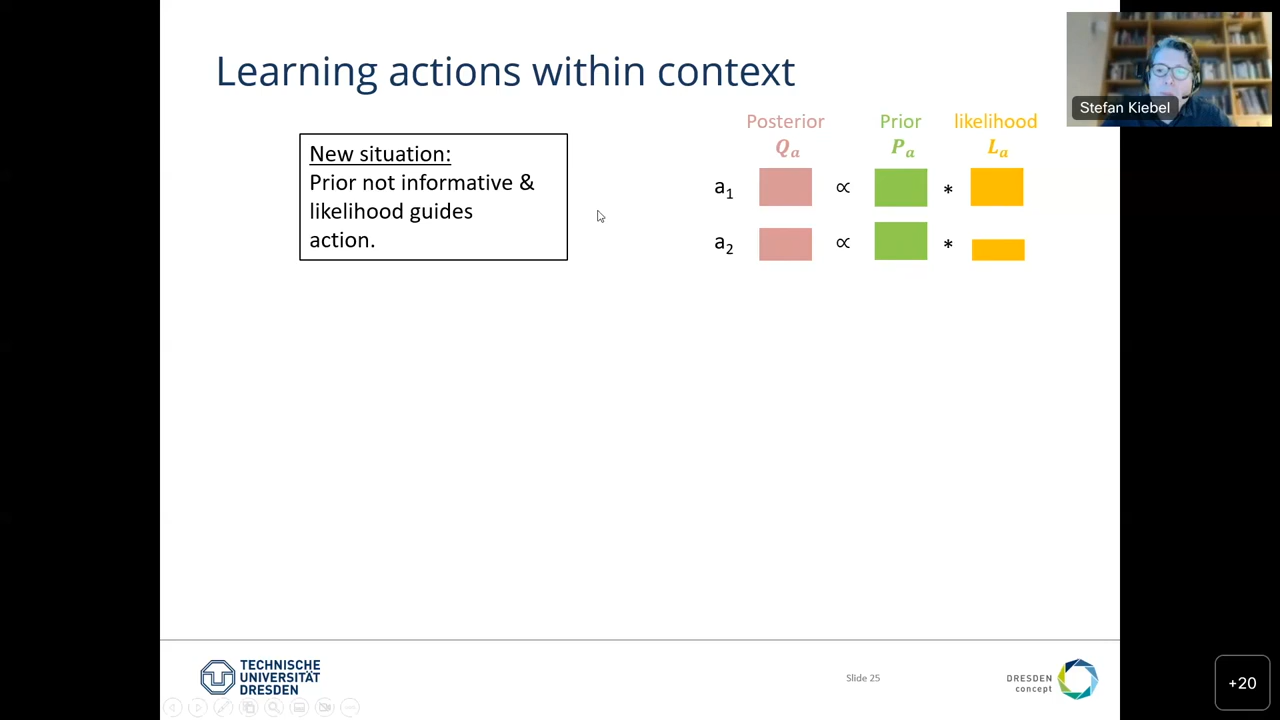 Learning actions within context
Stefan Kiebel
New situation:
Prior not informative &
likelihood guides
action.
Posterior Prior likelihood
Qₐ Pₐ Lₐ
a₁ ∝ *
a₂ ∝ *
TECHNISCHE
UNIVERSITÄT
DRESDEN
Slide 25
DRESDEN
concept
+20